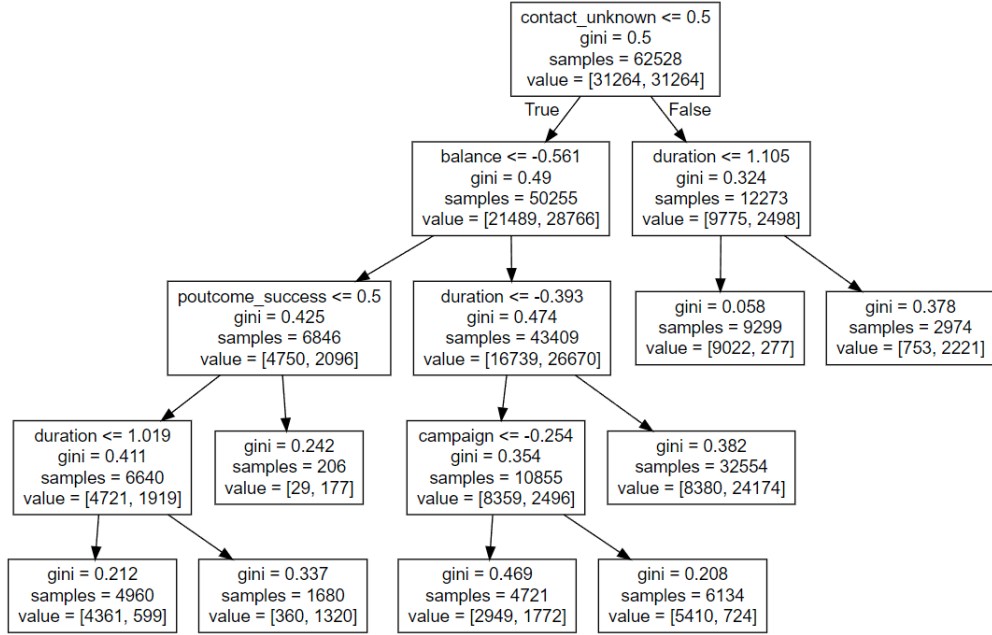 contact_unknown <= 0.5
gini = 0.5
samples = 62528
value = [31264, 31264]
True
False
balance <= -0.561
gini = 0.49
samples = 50255
value = [21489, 28766]
duration <= 1.105
gini = 0.324
samples = 12273
value = [9775, 2498]
poutcome_success <= 0.5
gini = 0.425
samples = 6846
value = [4750, 2096]
duration <= -0.393
gini = 0.474
samples = 43409
value = [16739, 26670]
gini = 0.058
samples = 9299
value = [9022, 277]
gini = 0.378
samples = 2974
value = [753, 2221]
duration <= 1.019
gini = 0.411
samples = 6640
value = [4721, 1919]
gini = 0.242
samples = 206
value = [29, 177]
campaign <= -0.254
gini = 0.354
samples = 10855
value = [8359, 2496]
gini = 0.382
samples = 32554
value = [8380, 24174]
gini = 0.212
samples = 4960
value = [4361, 599]
gini = 0.337
samples = 1680
value = [360, 1320]
gini = 0.469
samples = 4721
value = [2949, 1772]
gini = 0.208
samples = 6134
value = [5410, 724]